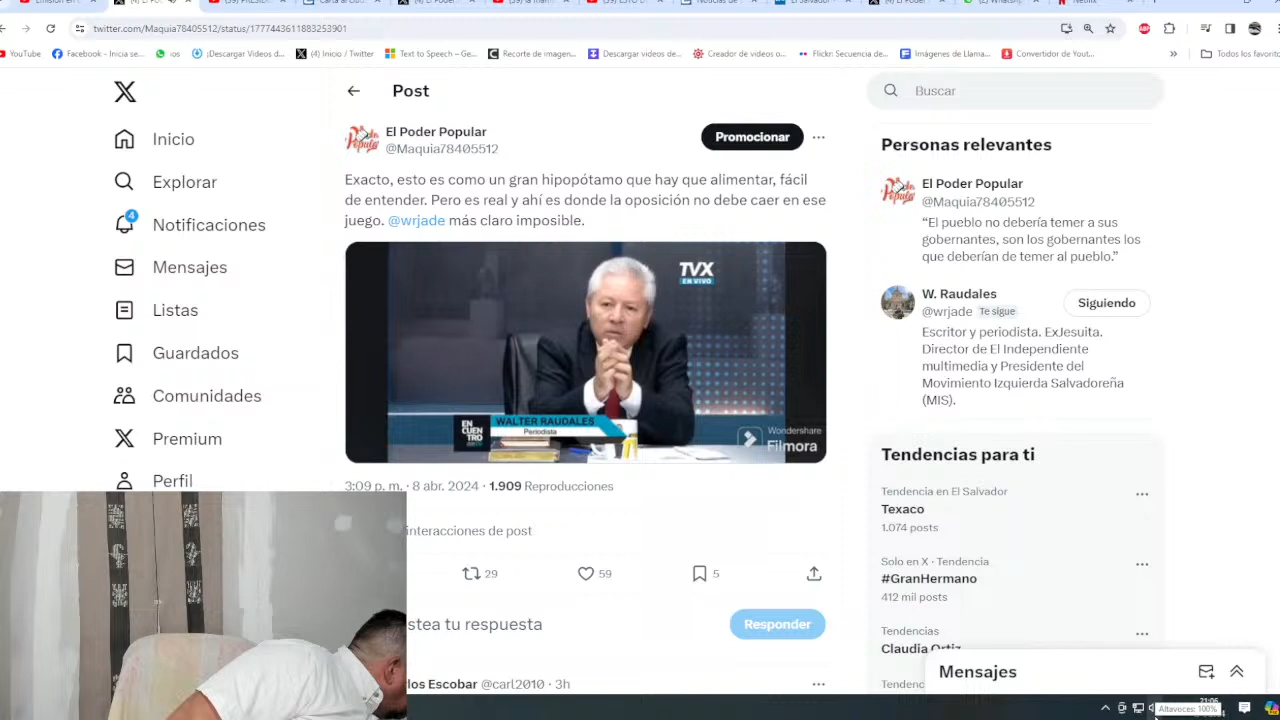 twitter.com/Maquia78405512/status/1777443611883253901
YouTube
Facebook - Inicia se...
¡Descargar Videos d...
(4) Inicio / Twitter
Text to Speech – Ge...
Recorte de imagen...
Descargar videos de...
Creador de videos o...
Flickr: Secuencia de...
Imágenes de Llama...
Convertidor de Yout...
»
Todos los favorito
Post
Buscar
Inicio
Explorar
4
Notificaciones
Mensajes
Listas
Guardados
Comunidades
Premium
Perfil
El Poder Popular
@Maquia78405512
Promocionar
Exacto, esto es como un gran hipopótamo que hay que alimentar, fácil
de entender. Pero es real y ahí es donde la oposición no debe caer en ese
juego. @wrjade más claro imposible.
TVX
EN VIVO
EN
CUEN
TRO
WALTER RAUDALES
Periodista
Wondershare
Filmora
3:09 p. m. · 8 abr. 2024 · 1.909 Reproducciones
interacciones de post
29
59
5
stea tu respuesta
Responder
los Escobar @carl2010 · 3h
Personas relevantes
El Poder Popular
@Maquia78405512
“El pueblo no debería temer a sus
gobernantes, son los gobernantes los
que deberían de temer al pueblo.”
W. Raudales
@wrjade Te sigue
Siguiendo
Escritor y periodista. ExJesuita.
Director de El Independiente
multimedia y Presidente del
Movimiento Izquierda Salvadoreña
(MIS).
Tendencias para ti
Tendencia en El Salvador
Texaco
1.074 posts
Solo en X · Tendencia
#GranHermano
412 mil posts
Tendencias
Claudia Ortiz
Mensajes
21:06
Altavoces: 100%